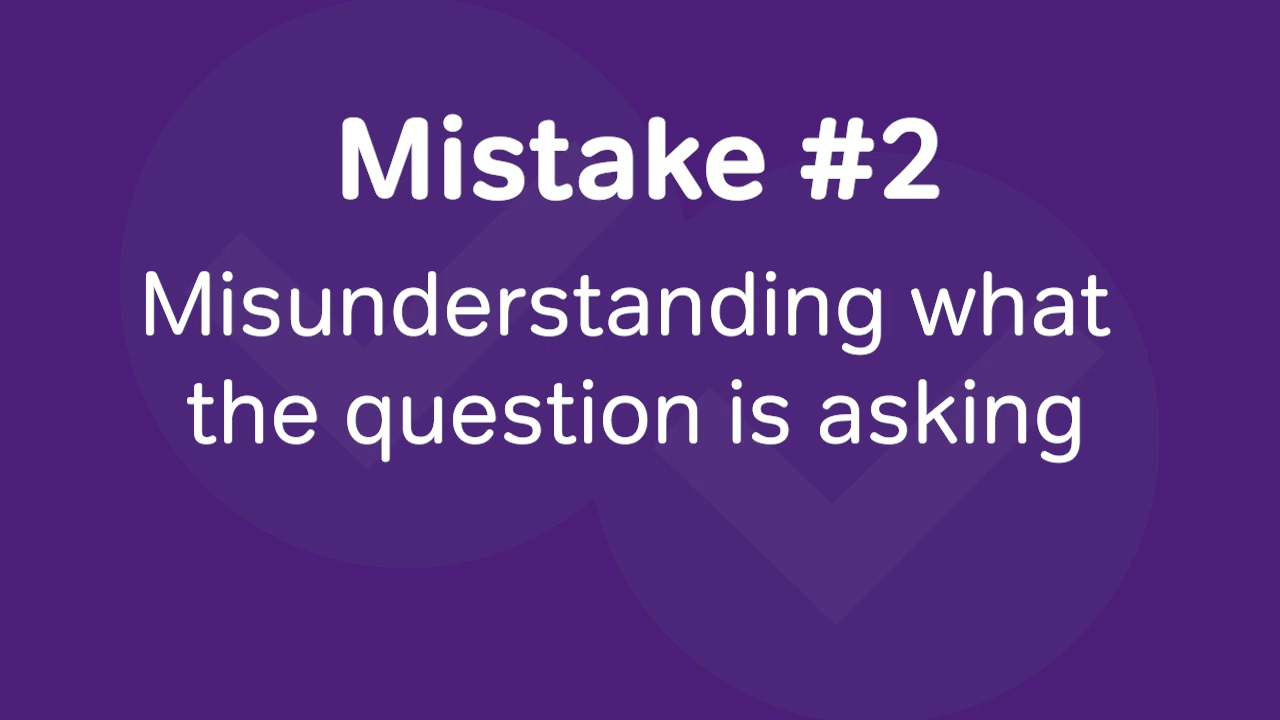 Mistake #2
Misunderstanding what
the question is asking